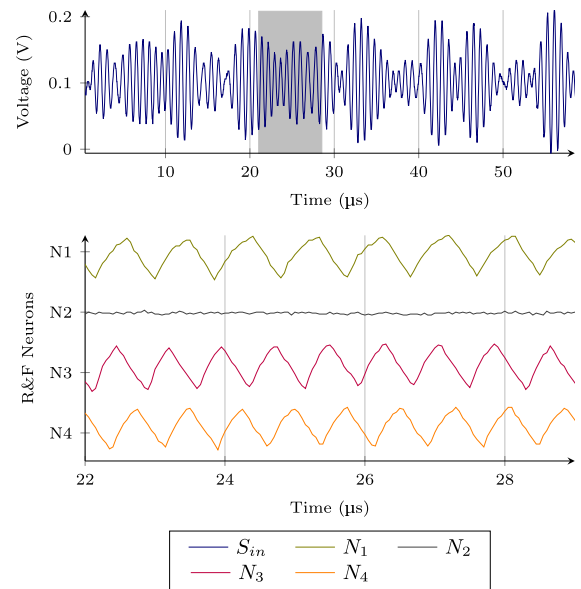 0.2
0.1
0
Voltage (V)
10 20 30 40 50
Time (µs)
N1
N2
N3
N4
R&F Neurons
22 24 26 28
Time (µs)
S_in N_1 N_2
N_3 N_4